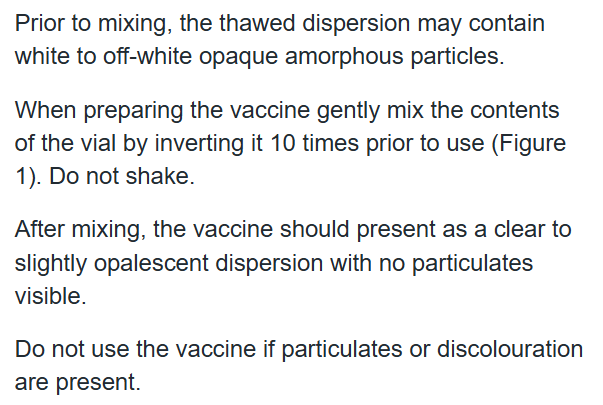 Prior to mixing, the thawed dispersion may contain
white to off-white opaque amorphous particles.
When preparing the vaccine gently mix the contents
of the vial by inverting it 10 times prior to use (Figure
1). Do not shake.
After mixing, the vaccine should present as a clear to
slightly opalescent dispersion with no particulates
visible.
Do not use the vaccine if particulates or discolouration
are present.